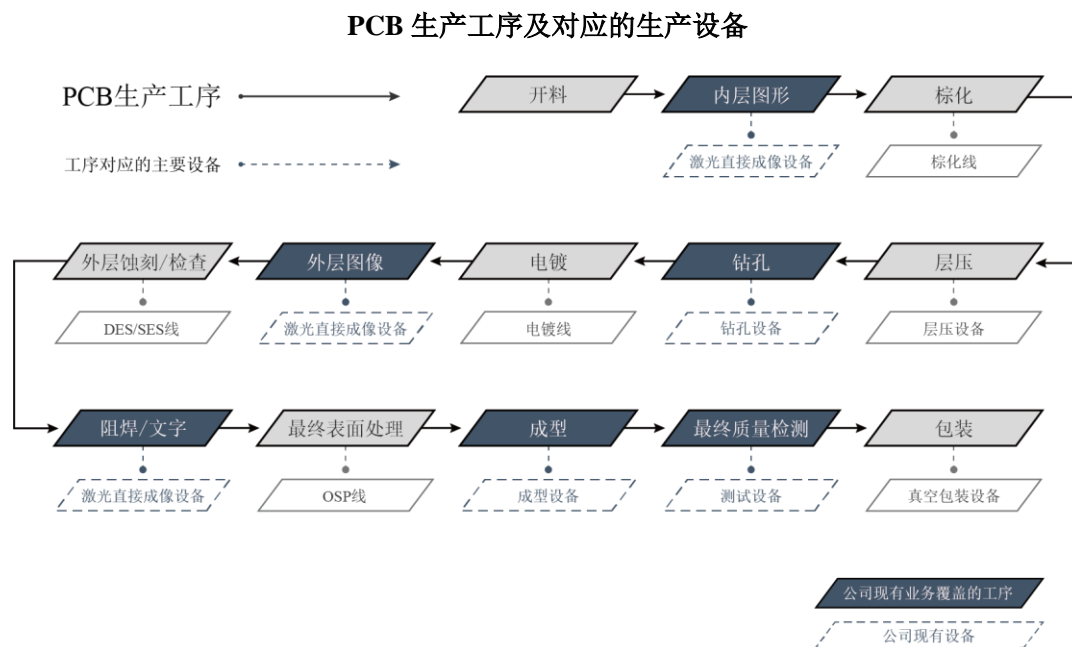 PCB 生产工序及对应的生产设备
PCB生产工序
开料
内层图形
棕化
工序对应的主要设备
激光直接成像设备
棕化线
外层蚀刻/检查
外层图像
电镀
钻孔
层压
DES/SES线
激光直接成像设备
电镀线
钻孔设备
层压设备
阻焊/文字
最终表面处理
成型
最终质量检测
包装
激光直接成像设备
OSP线
成型设备
测试设备
真空包装设备
公司现有业务覆盖的工序
公司现有设备